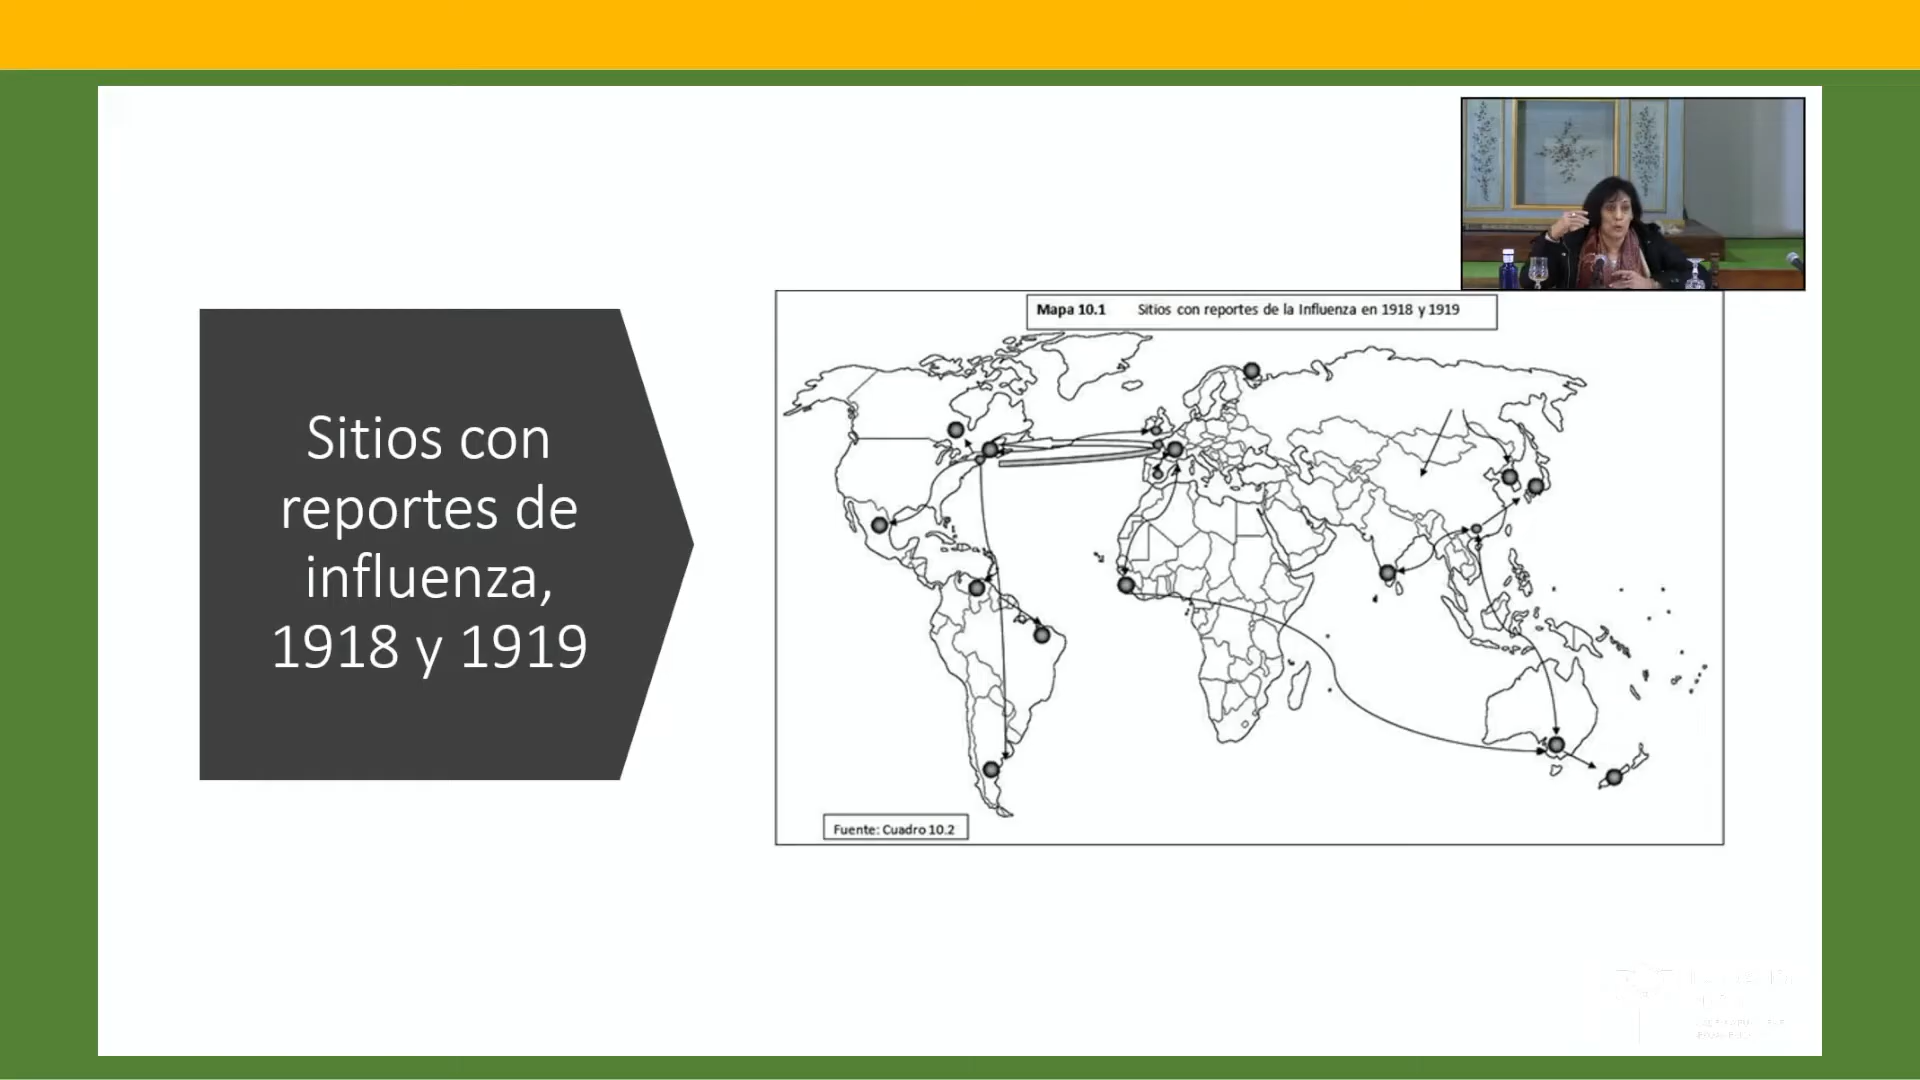 Sitios con
reportes de
influenza,
1918 y 1919
Mapa 10.1 Sitios con reportes de la Influenza en 1918 y 1919
Fuente: Cuadro 10.2